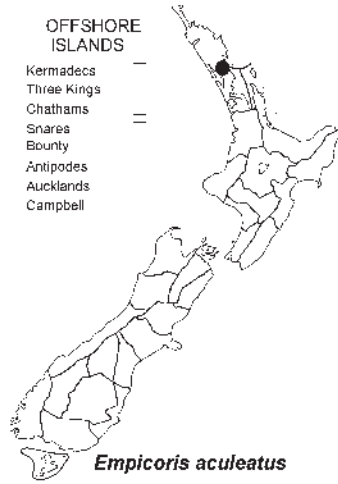 OFFSHORE
ISLANDS
Kermadecs
Three Kings
Chathams
Snares
Bounty
Antipodes
Aucklands
Campbell
Empicoris aculeatus